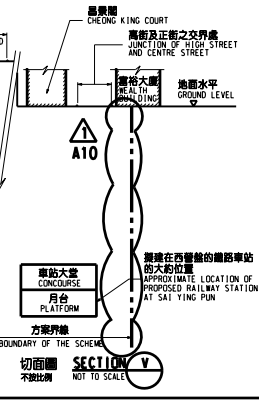 昌景閣
CHEONG KING COURT
高街及正街之交界處
JUNCTION OF HIGH STREET
AND CENTRE STREET
富裕大廈
WEALTH
BUILDING
地面水平
GROUND LEVEL
1
A10
擬建在西營盤的鐵路車站
的大約位置
APPROXIMATE LOCATION OF
PROPOSED RAILWAY STATION
AT SAI YING PUN
車站大堂
CONCOURSE
月台
PLATFORM
方案界線
BOUNDARY OF THE SCHEME
切面圖 SECTION V
不按比例 NOT TO SCALE